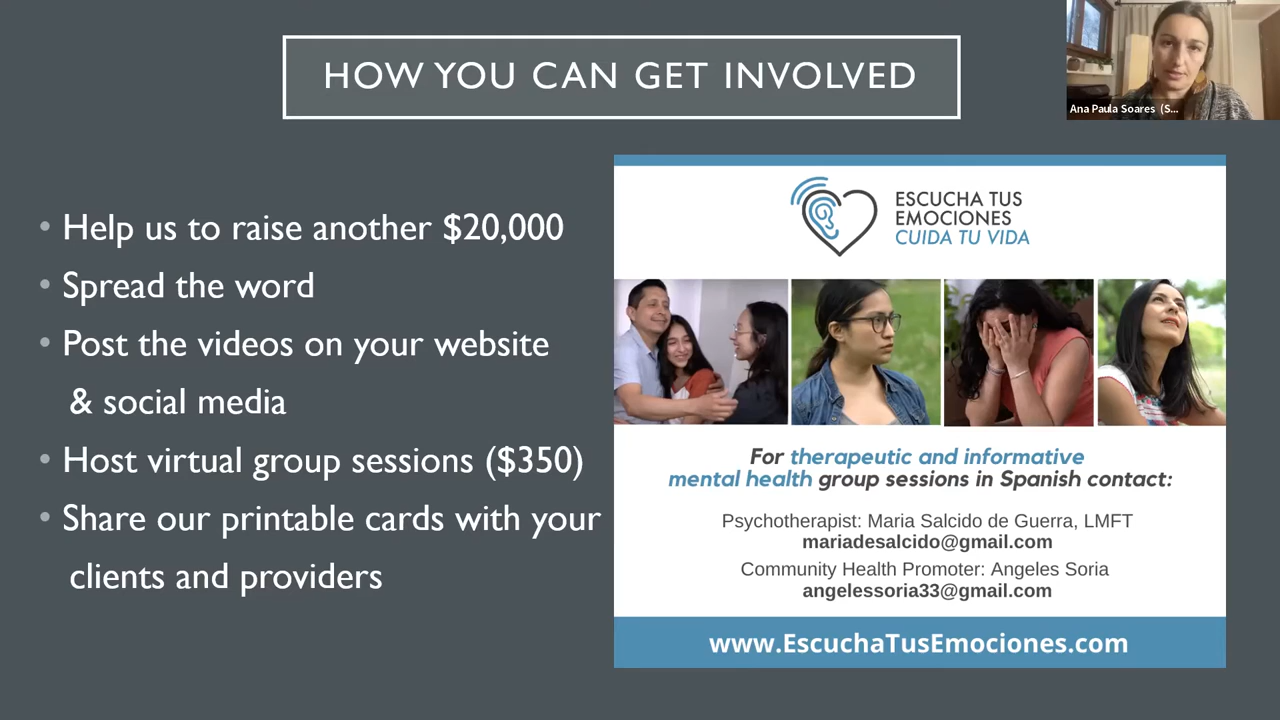 HOW YOU CAN GET INVOLVED
Ana Paula Soares (S...
• Help us to raise another $20,000
• Spread the word
• Post the videos on your website
& social media
• Host virtual group sessions ($350)
• Share our printable cards with your
clients and providers
ESCUCHA TUS
EMOCIONES
CUIDA TU VIDA
For therapeutic and informative
mental health group sessions in Spanish contact:
Psychotherapist: Maria Salcido de Guerra, LMFT
mariadesalcido@gmail.com
Community Health Promoter: Angeles Soria
angelessoria33@gmail.com
www.EscuchaTusEmociones.com